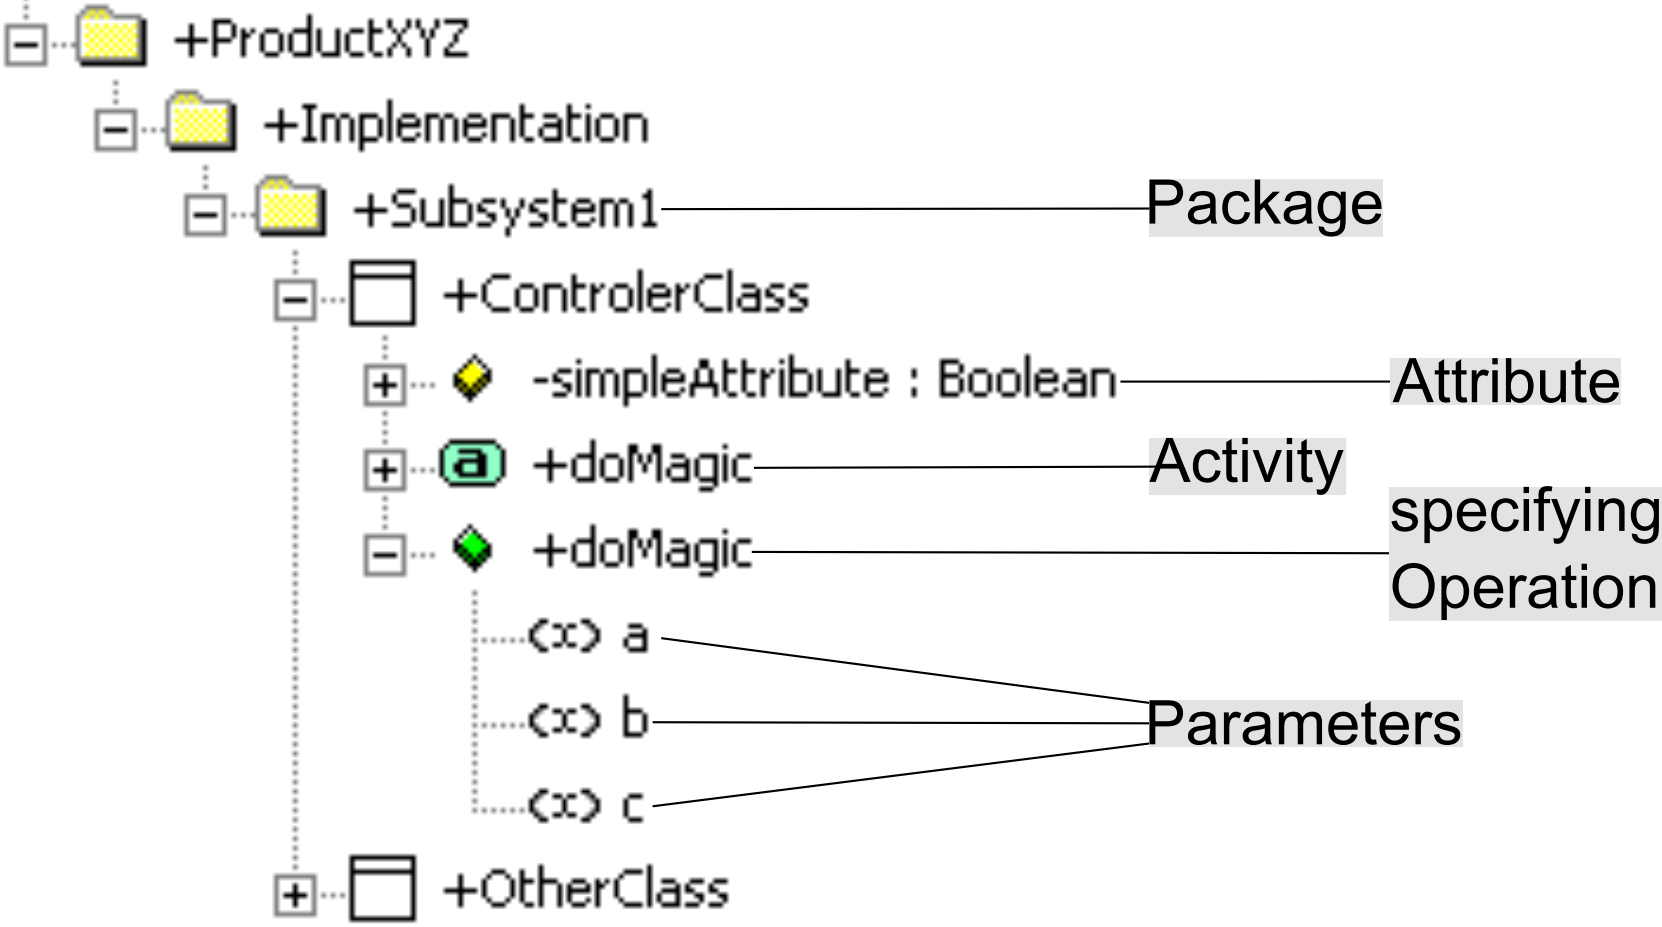 +ProductXYZ
+Implementation
+Subsystem1 Package
+ControlerClass
-simpleAttribute : Boolean Attribute
a +doMagic Activity
+doMagic specifying Operation
(x) a
(x) b Parameters
(x) c
+OtherClass